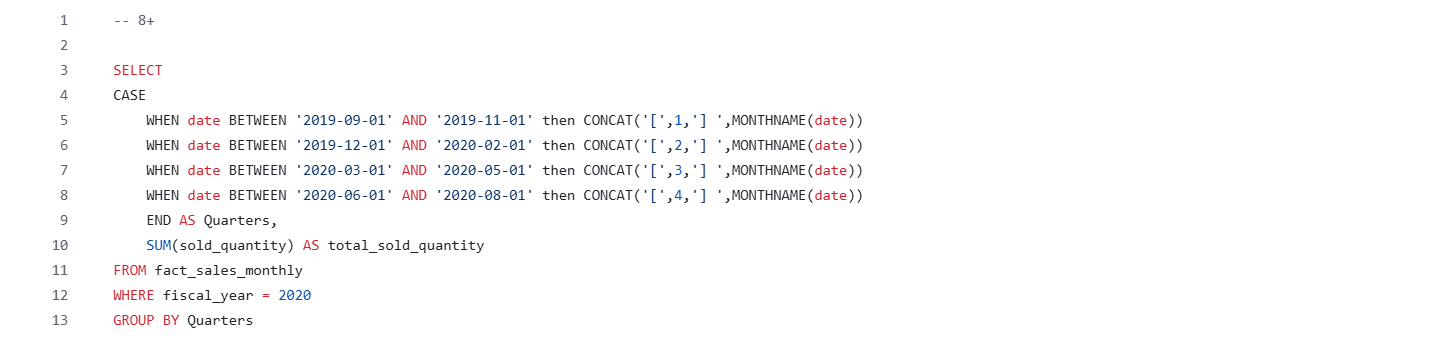 1 -- 8+
2
3 SELECT
4 CASE
5 WHEN date BETWEEN '2019-09-01' AND '2019-11-01' then CONCAT('[',1,'] ',MONTHNAME(date))
6 WHEN date BETWEEN '2019-12-01' AND '2020-02-01' then CONCAT('[',2,'] ',MONTHNAME(date))
7 WHEN date BETWEEN '2020-03-01' AND '2020-05-01' then CONCAT('[',3,'] ',MONTHNAME(date))
8 WHEN date BETWEEN '2020-06-01' AND '2020-08-01' then CONCAT('[',4,'] ',MONTHNAME(date))
9 END AS Quarters,
10 SUM(sold_quantity) AS total_sold_quantity
11 FROM fact_sales_monthly
12 WHERE fiscal_year = 2020
13 GROUP BY Quarters